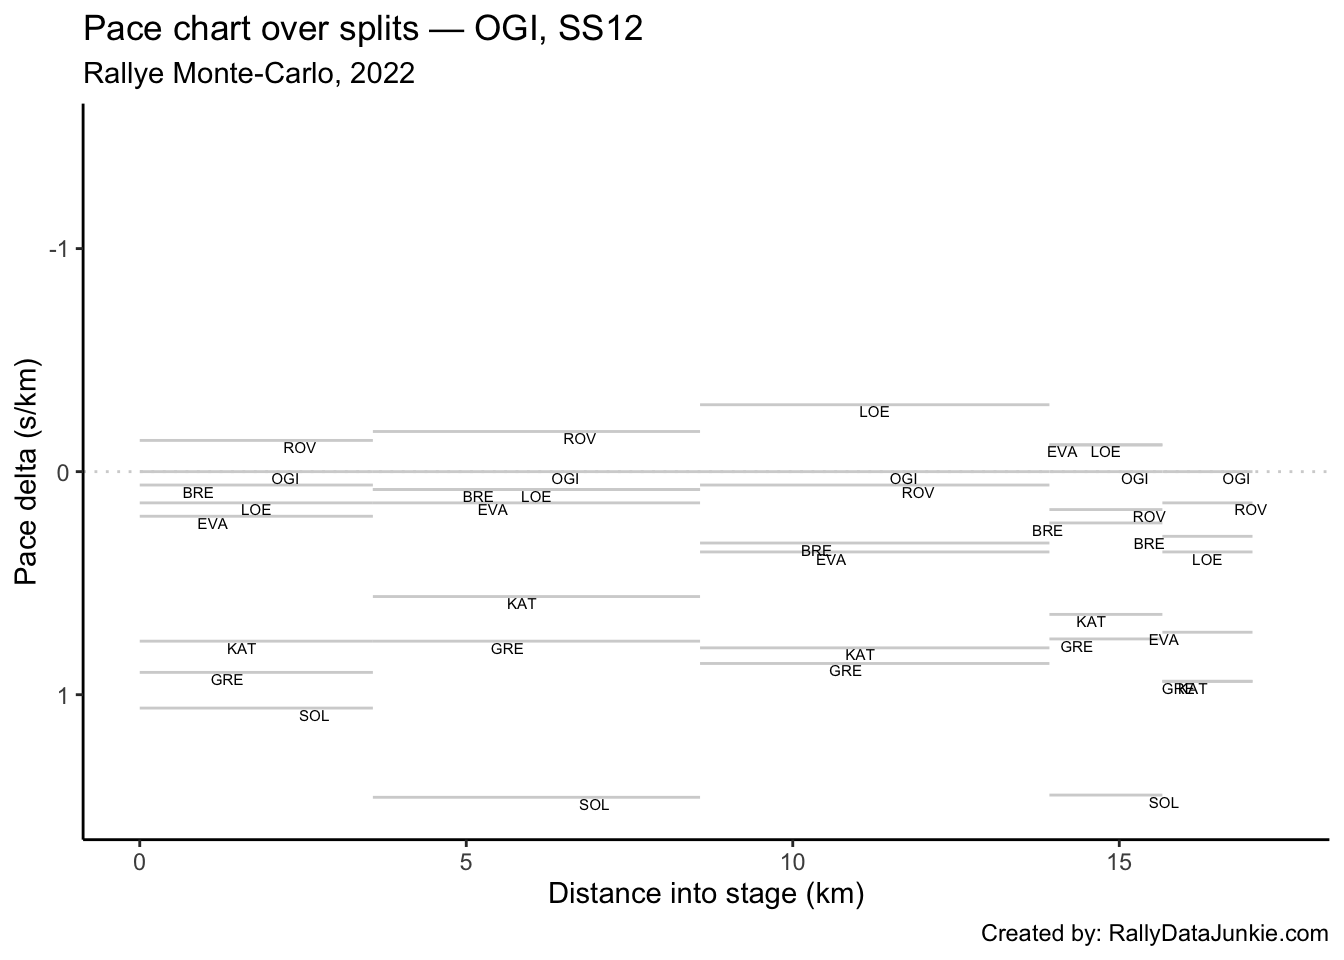 Pace chart over splits — OGI, SS12
Rallye Monte-Carlo, 2022
Pace delta (s/km)
-1
0
1
LOE
ROV
ROV
EVA LOE
OGI
OGI
OGI
OGI
OGI
BRE
BRE LOE
ROV
LOE
EVA
ROV
ROV
EVA
BRE
BRE
BRE
EVA
LOE
KAT
KAT
KAT
GRE
KAT
GRE
EVA
GRE
GRE
GRE
KAT
SOL
SOL
SOL
0 5 10 15
Distance into stage (km)
Created by: RallyDataJunkie.com